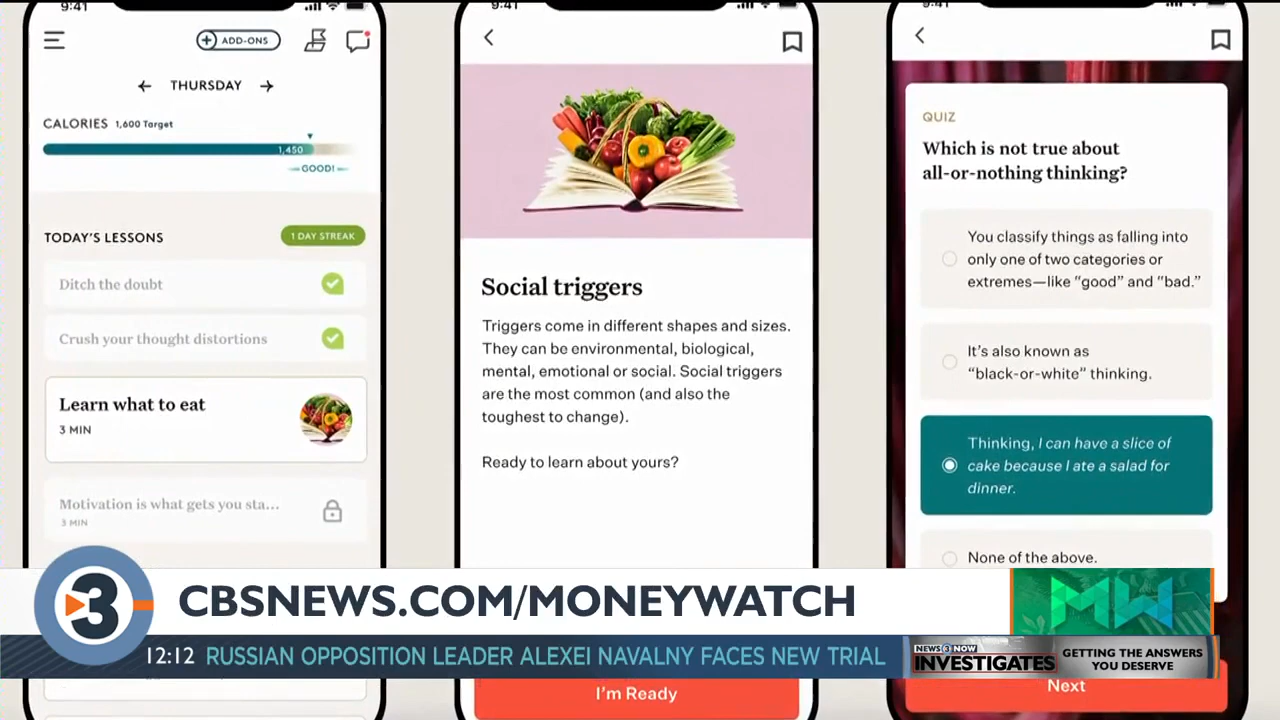 9:41
ADD-ONS
THURSDAY
CALORIES 1,600 Target
1,450
GOOD!
TODAY'S LESSONS
1 DAY STREAK
Ditch the doubt
Crush your thought distortions
Learn what to eat
3 MIN
Motivation is what gets you sta...
3 MIN
9:41
Social triggers
Triggers come in different shapes and sizes.
They can be environmental, biological,
mental, emotional or social. Social triggers
are the most common (and also the
toughest to change).
Ready to learn about yours?
I'm Ready
9:41
QUIZ
Which is not true about
all-or-nothing thinking?
You classify things as falling into
only one of two categories or
extremes—like “good” and “bad.”
It's also known as
“black-or-white” thinking.
Thinking, I can have a slice of
cake because I ate a salad for
dinner.
None of the above.
Next
3
CBSNEWS.COM/MONEYWATCH
MW
12:12 RUSSIAN OPPOSITION LEADER ALEXEI NAVALNY FACES NEW TRIAL
NEWS 3 NOW
INVESTIGATES
GETTING THE ANSWERS
YOU DESERVE